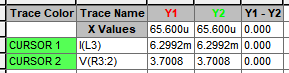 Trace Color Trace Name Y1 Y2 Y1 - Y2
X Values 65.600u 65.600u 0.000
CURSOR 1 I(L3) 6.2992m 6.2992m 0.000
CURSOR 2 V(R3:2) 3.7008 3.7008 0.000